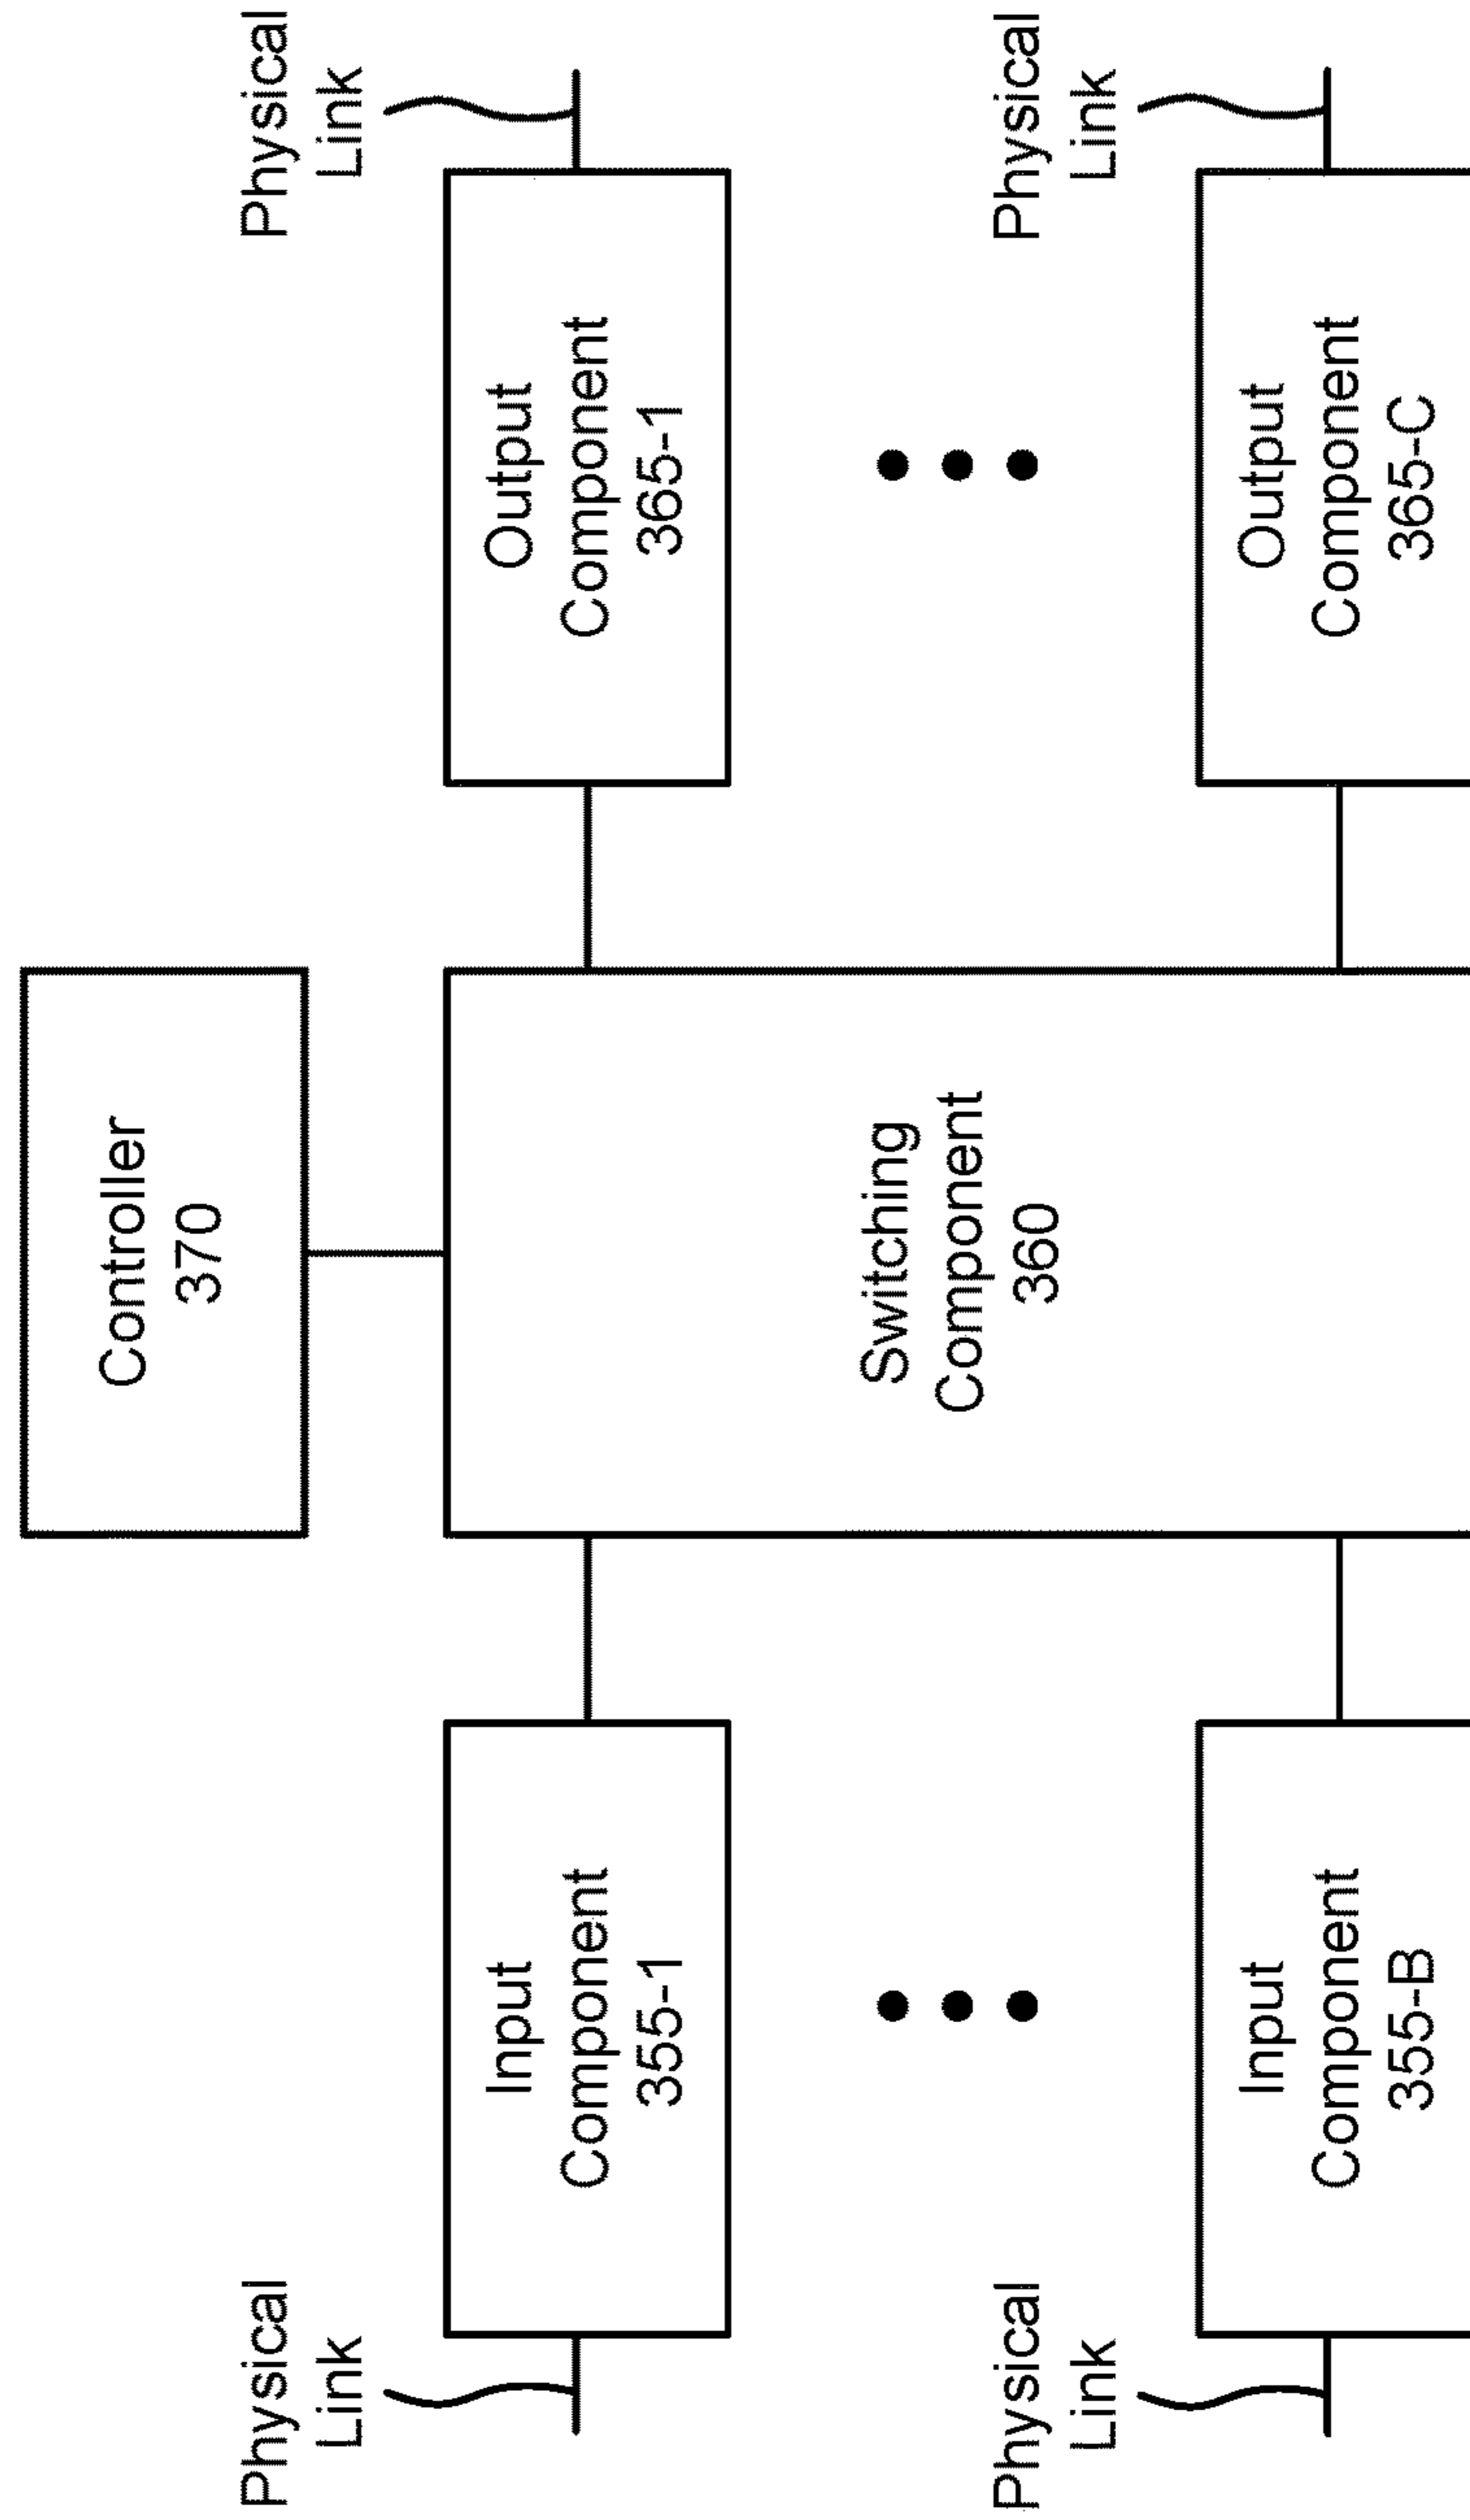 Controller
370
Physical
Link
Input
Component
355-1
Switching
Component
360
Output
Component
365-1
Physical
Link
Physical
Link
Input
Component
355-B
Output
Component
365-C
Physical
Link